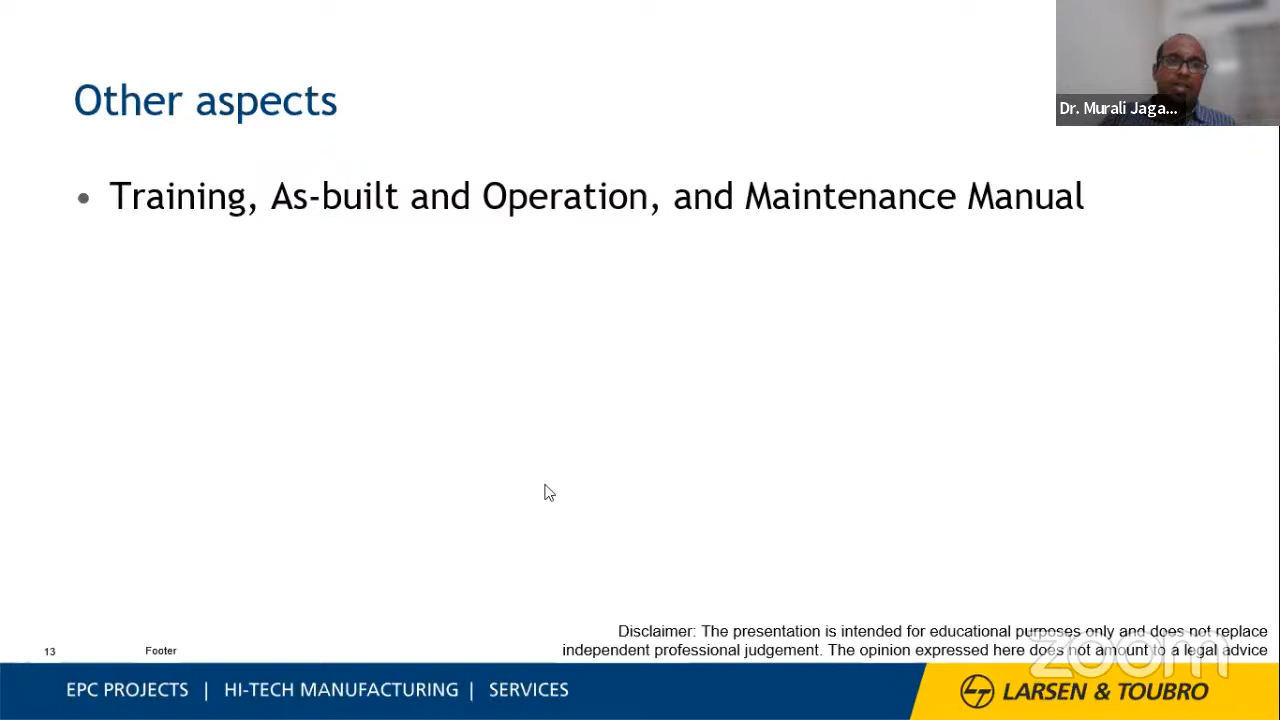 Other aspects
Dr. Murali Jaga...
• Training, As-built and Operation, and Maintenance Manual
Disclaimer: The presentation is intended for educational purposes only and does not replace
independent professional judgement. The opinion expressed here does not amount to a legal advice
zoom
13 Footer
EPC PROJECTS | HI-TECH MANUFACTURING | SERVICES
LARSEN & TOUBRO